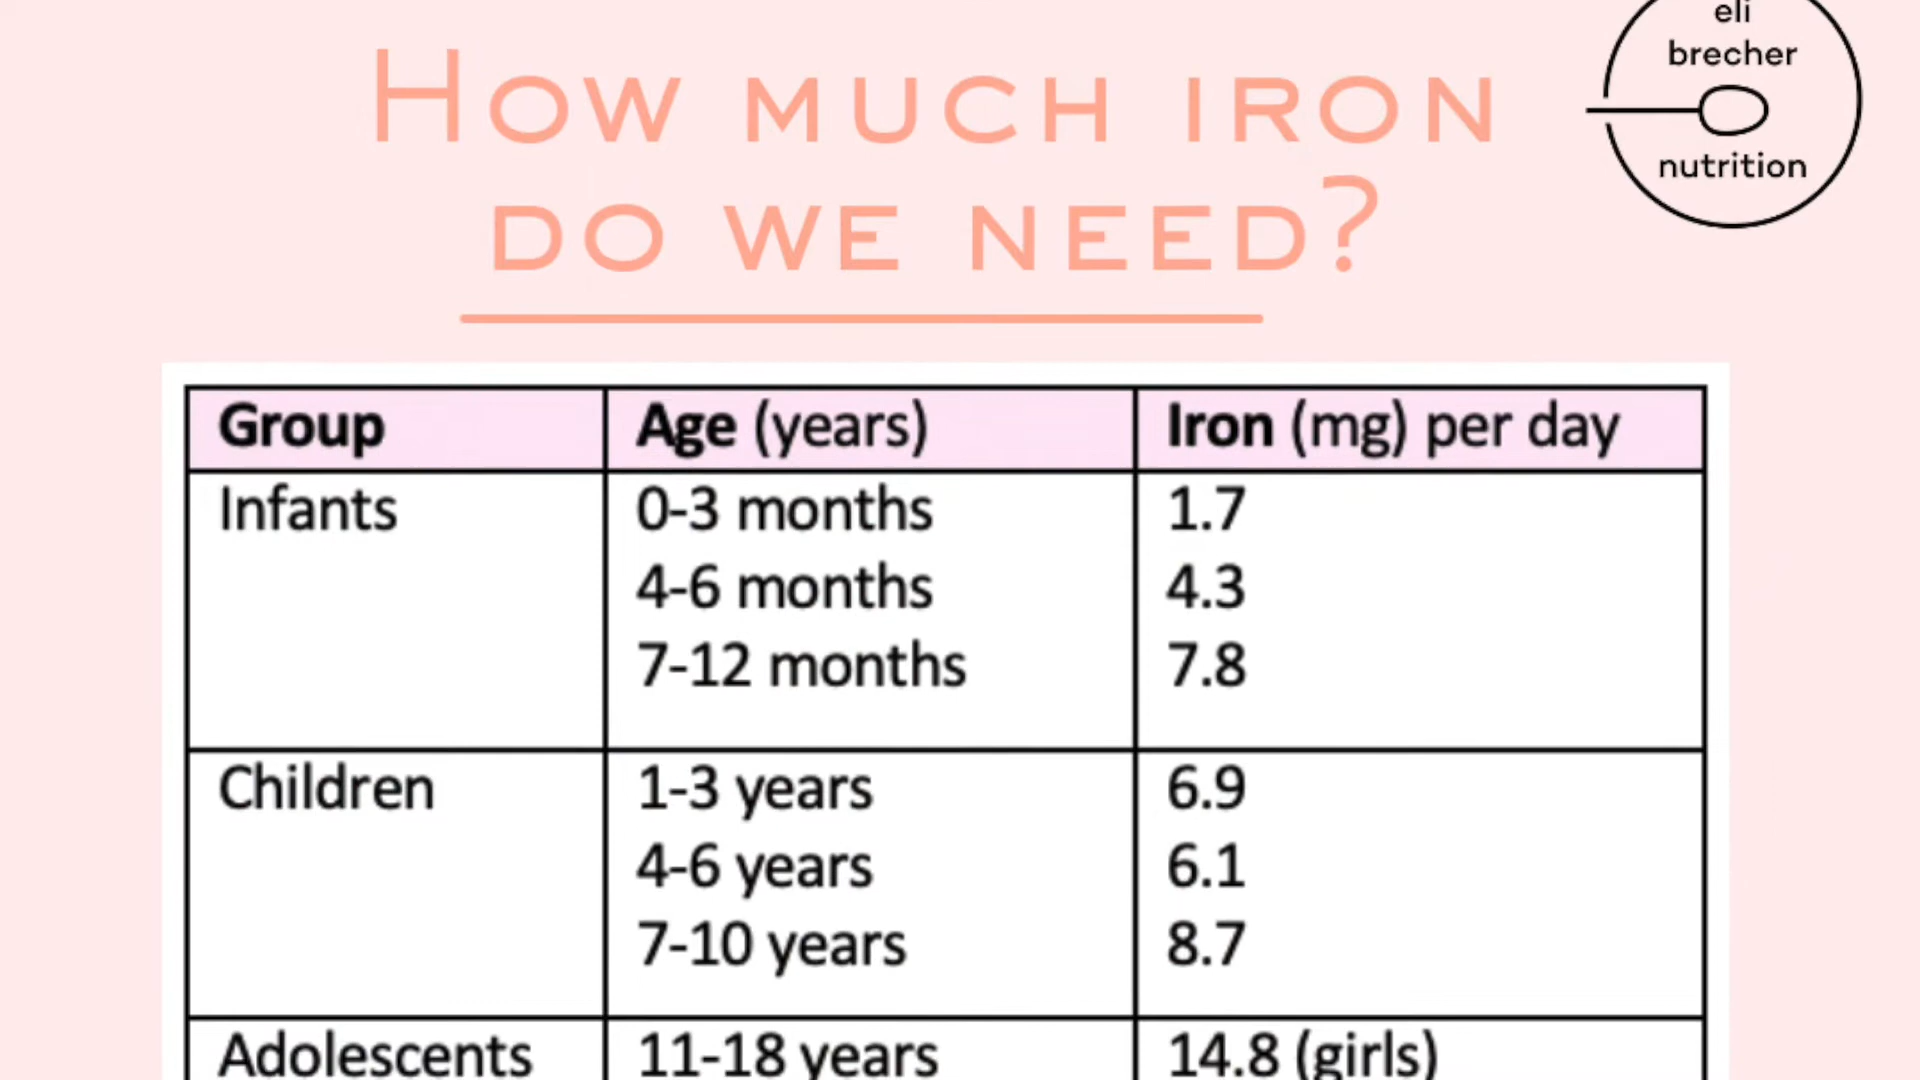 How much iron
do we need?
eli
brecher
nutrition
Group Age (years) Iron (mg) per day
Infants 0-3 months 1.7
4-6 months 4.3
7-12 months 7.8
Children 1-3 years 6.9
4-6 years 6.1
7-10 years 8.7
Adolescents 11-18 years 14.8 (girls)